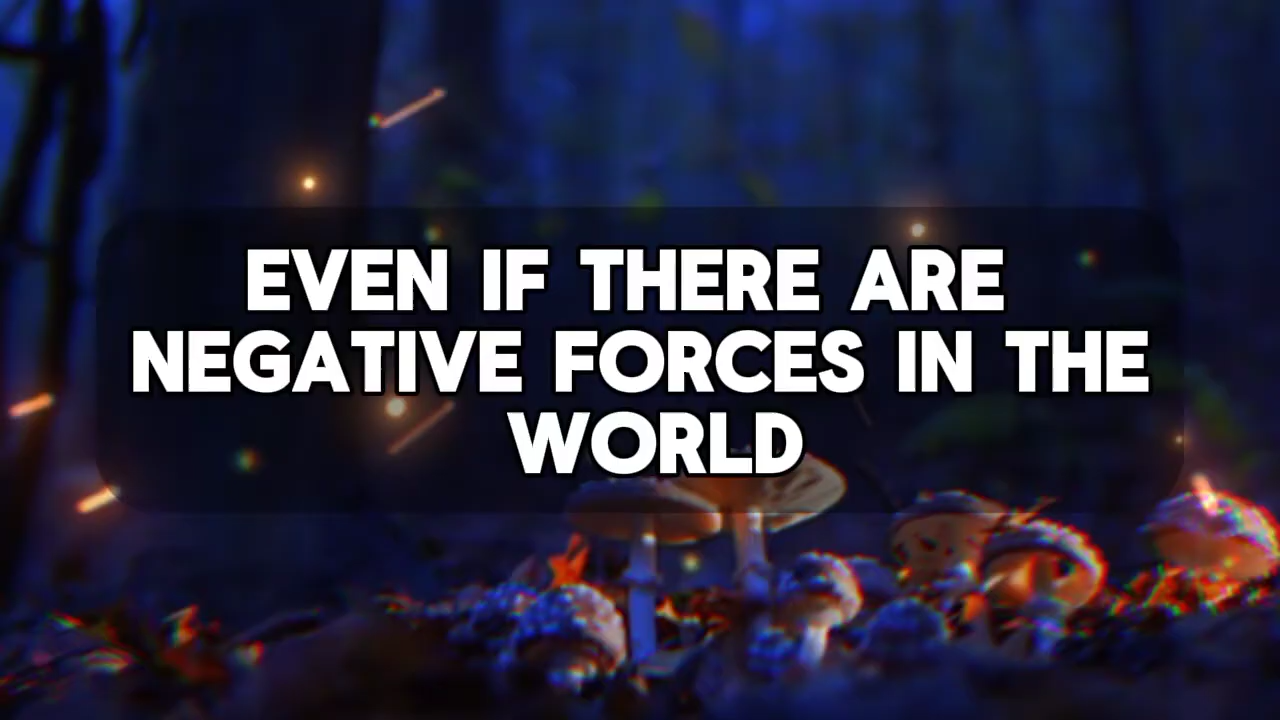 EVEN IF THERE ARE
NEGATIVE FORCES IN THE
WORLD